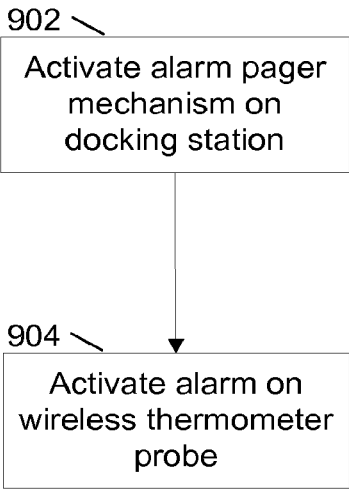 902
Activate alarm pager
mechanism on
docking station
904
Activate alarm on
wireless thermometer
probe